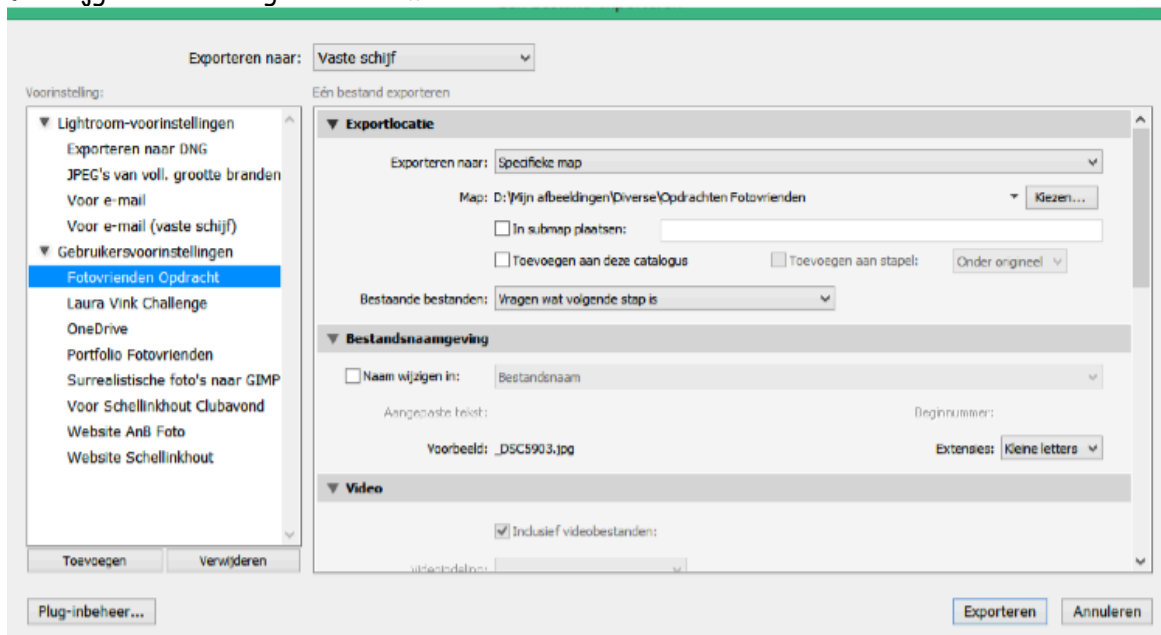 Exporteren naar: Vaste schijf
Voorinstelling:
Eén bestand exporteren
Lightroom-voorinstellingen
Exporteren naar DNG
JPEG's van voll. grootte branden
Voor e-mail
Voor e-mail (vaste schijf)
Gebruikersvoorinstellingen
Fotovrienden Opdracht
Laura Vink Challenge
OneDrive
Portfolio Fotovrienden
Surrealistische foto's naar GIMP
Voor Schellinkhout Clubavond
Website AnB Foto
Website Schellinkhout
Toevoegen Verwijderen
Exportlocatie
Exporteren naar: Specifieke map
Map: D:\Mijn afbeeldingen\Diverse\Opdrachten Fotovrienden Kiezen...
In submap plaatsen:
Toevoegen aan deze catalogus Toevoegen aan stapel: Onder origineel
Bestaande bestanden: Vragen wat volgende stap is
Bestandsnaamgeving
Naam wijzigen in: Bestandsnaam
Aangepaste tekst: Beginnummer:
Voorbeeld: _DSC5903.jpg Extensies: Kleine letters
Video
Inclusief videobestanden:
Plug-inbeheer... Exporteren Annuleren